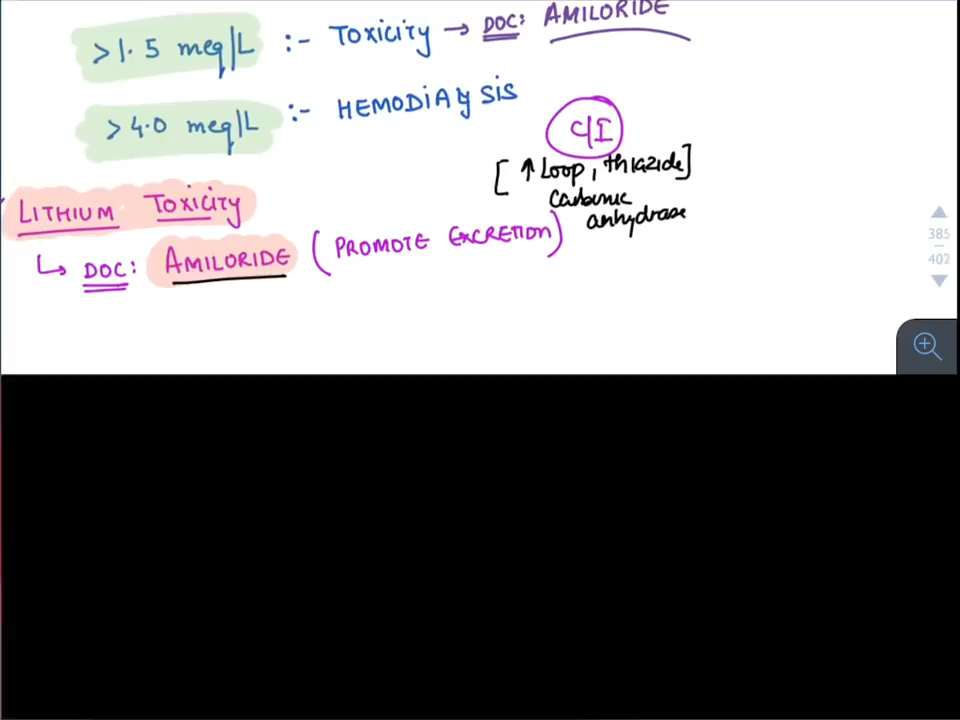 >1.5 meq/L :- Toxicity → DOC: AMILORIDE
>4.0 meq/L :- HEMODIAlySIS
C/I
[ ↑ Loop, thiazide ]
carbonic
anhydrase
LITHIUM Toxicity
↳ DOC: AMILORIDE (PROMOTE EXCRETION)
385
402